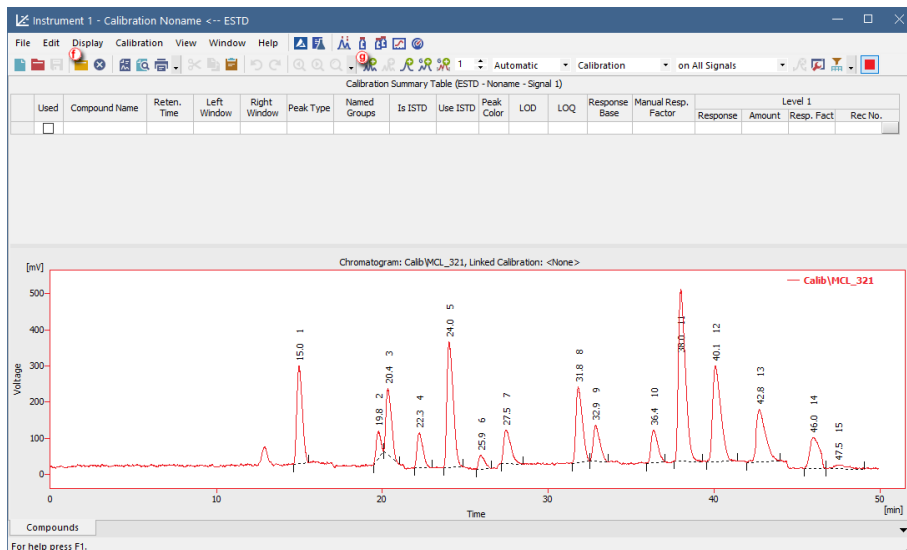 Instrument 1 - Calibration Noname <-- ESTD
File Edit Display Calibration View Window Help
f
g
1 Automatic Calibration on All Signals
Calibration Summary Table (ESTD - Noname - Signal 1)
Used Compound Name Reten. Time Left Window Right Window Peak Type Named Groups Is ISTD Use ISTD Peak Color LOD LOQ Response Base Manual Resp. Factor Level 1
Response Amount Resp. Fact Rec No.
Chromatogram: Calib\MCL_321, Linked Calibration: <None>
[mV]
Calib\MCL_321
Voltage
500
400
300
200
100
0
15.0 1
19.8 2
20.4 3
22.3 4
24.0 5
25.9 6
27.5 7
31.8 8
32.9 9
36.4 10
38.0 11
40.1 12
42.8 13
46.0 14
47.5 15
0 10 20 30 40 50
Time
[min]
Compounds
For help press F1.